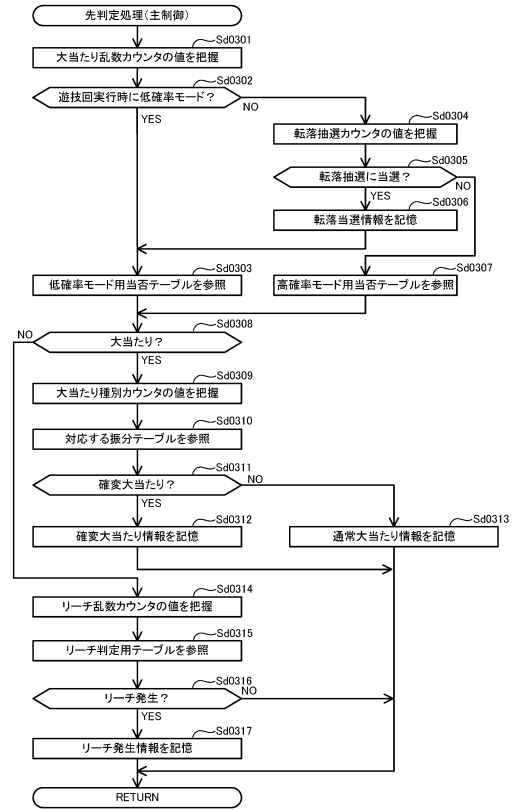 先判定処理(主制御)
Sd0301
大当たり乱数カウンタの値を把握
Sd0302
遊技回実行時に低確率モード?
NO
YES
Sd0304
転落抽選カウンタの値を把握
Sd0305
転落抽選に当選?
NO
YES
Sd0306
転落当選情報を記憶
Sd0303
低確率モード用当否テーブルを参照
Sd0307
高確率モード用当否テーブルを参照
Sd0308
NO
大当たり?
YES
Sd0309
大当たり種別カウンタの値を把握
Sd0310
対応する振分テーブルを参照
Sd0311
確変大当たり?
NO
YES
Sd0312
確変大当たり情報を記憶
Sd0313
通常大当たり情報を記憶
Sd0314
リーチ乱数カウンタの値を把握
Sd0315
リーチ判定用テーブルを参照
Sd0316
リーチ発生?
NO
YES
Sd0317
リーチ発生情報を記憶
RETURN